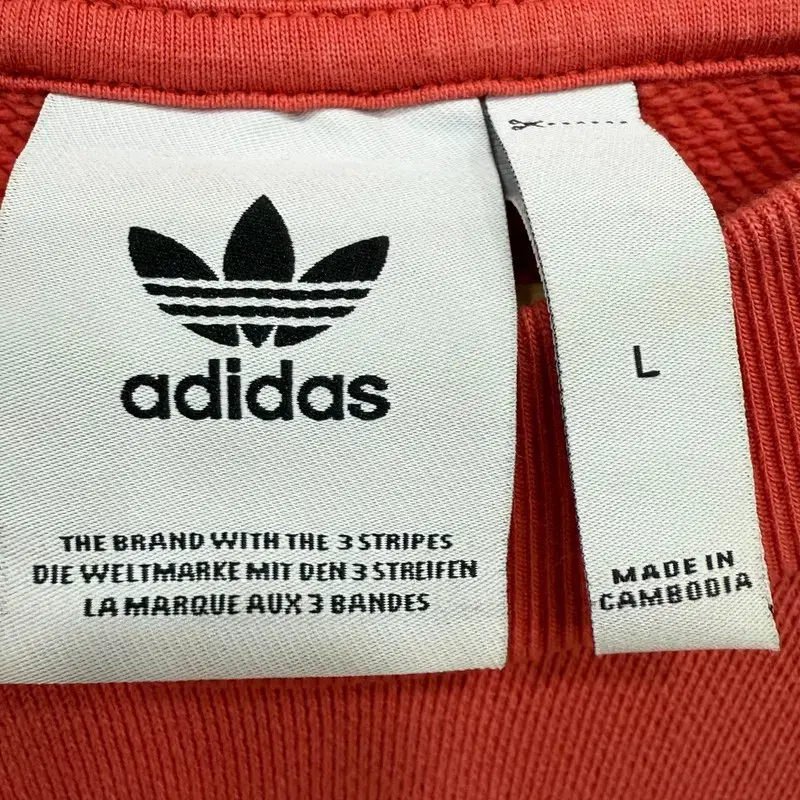 adidas
THE BRAND WITH THE 3 STRIPES
DIE WELTMARKE MIT DEN 3 STREIFEN
LA MARQUE AUX 3 BANDES
L
MADE IN
CAMBODIA